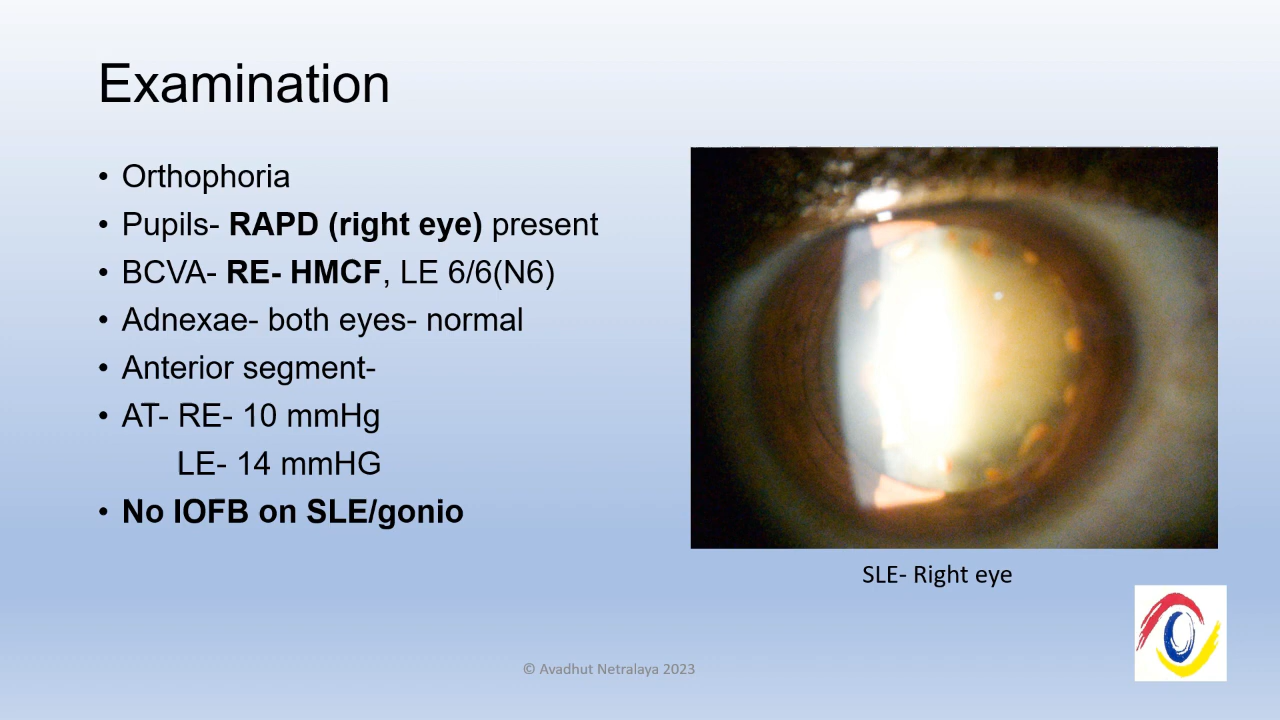 Examination
• Orthophoria
• Pupils- RAPD (right eye) present
• BCVA- RE- HMCF, LE 6/6(N6)
• Adnexae- both eyes- normal
• Anterior segment-
• AT- RE- 10 mmHg
LE- 14 mmHG
• No IOFB on SLE/gonio
SLE- Right eye
© Avadhut Netralaya 2023